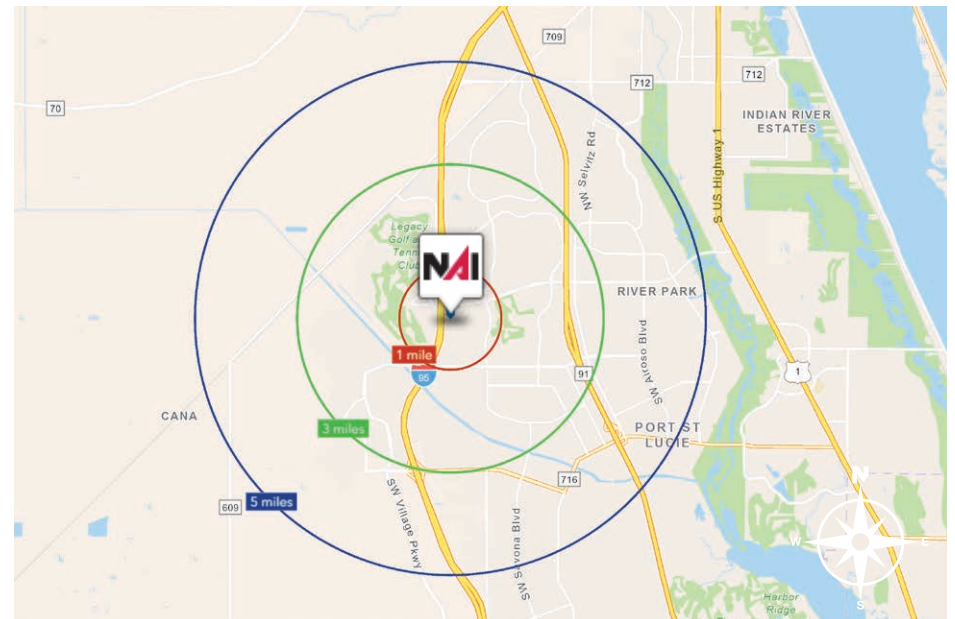 709
712
712
70
INDIAN RIVER
ESTATES
NW Selvitz Rd
S US Highway 1
Legacy
Golf a
Tenn
Club
NAI
RIVER PARK
1 mile
95
SW Airoso Blvd
91
1
CANA
3 miles
PORT ST
LUCIE
716
609
5 miles
SW Village Pkwy
SW Savona Blvd
N
W
E
S
Harbor
Ridge